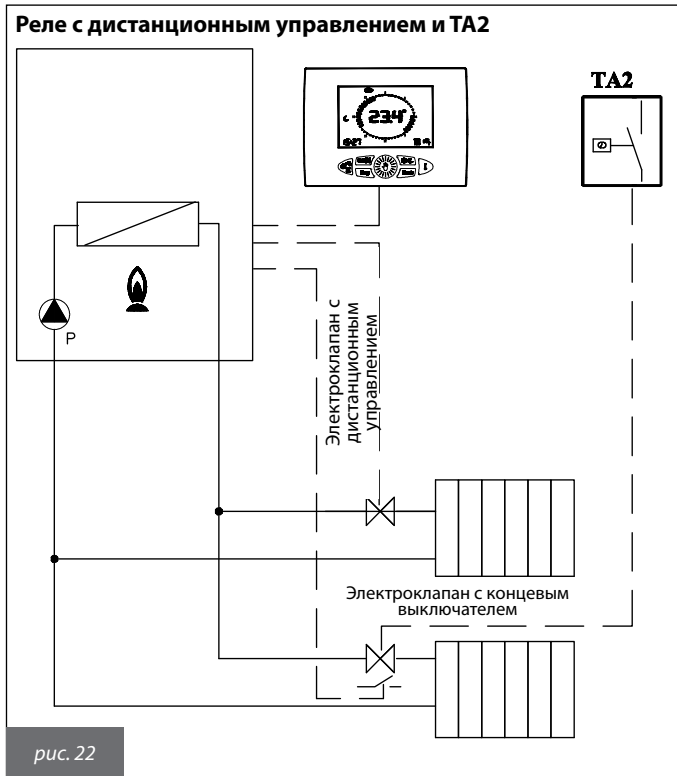 Реле с дистанционным управлением и TA2
TA2
23.4°
P
Электроклапан с
дистанционным
управлением
Электроклапан с концевым
выключателем
рис. 22